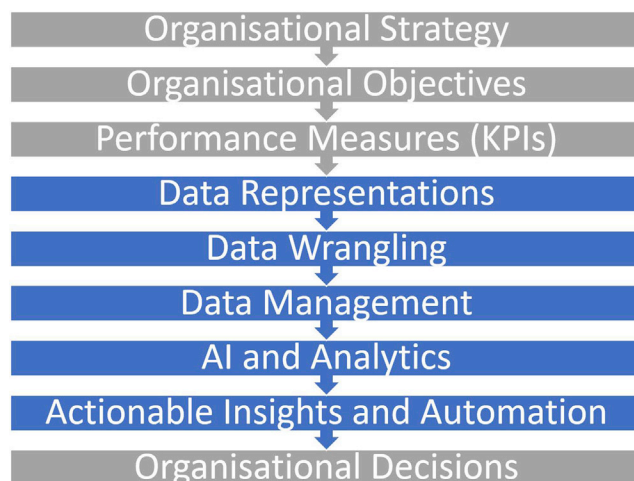 Organisational Strategy
Organisational Objectives
Performance Measures (KPIs)
Data Representations
Data Wrangling
Data Management
AI and Analytics
Actionable Insights and Automation
Organisational Decisions